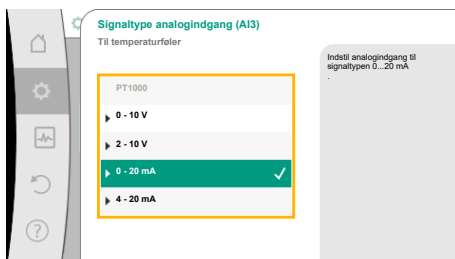 Signaltype analogindgang (AI3)
Til temperaturføler
Indstil analogindgang til
signaltypen 0...20 mA
.
PT1000
0 - 10 V
2 - 10 V
0 - 20 mA
4 - 20 mA
?